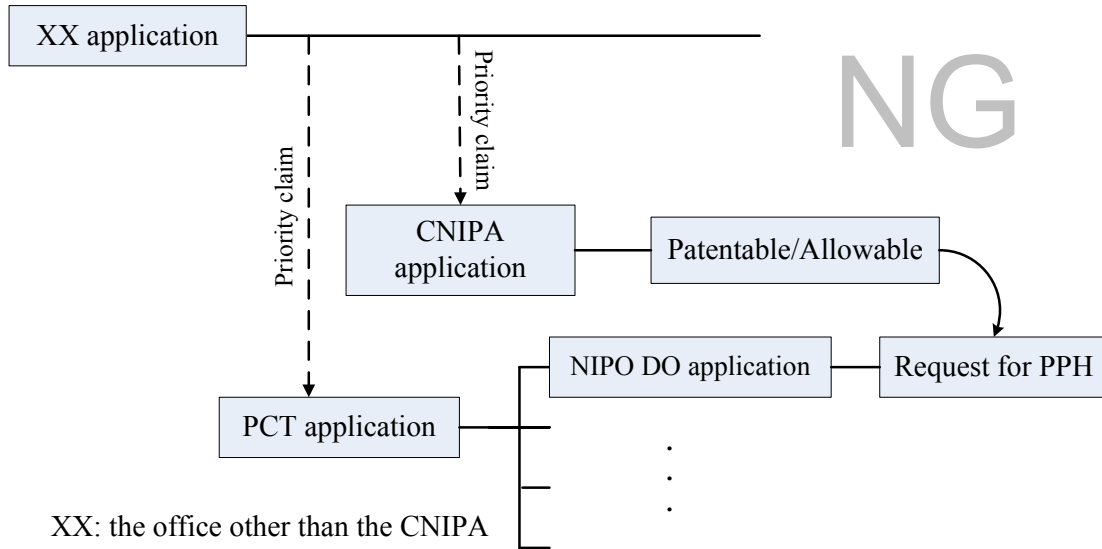 XX application
NG
Priority claim
Priority claim
CNIPA
application
Patentable/Allowable
NIPO DO application
Request for PPH
PCT application
XX: the office other than the CNIPA